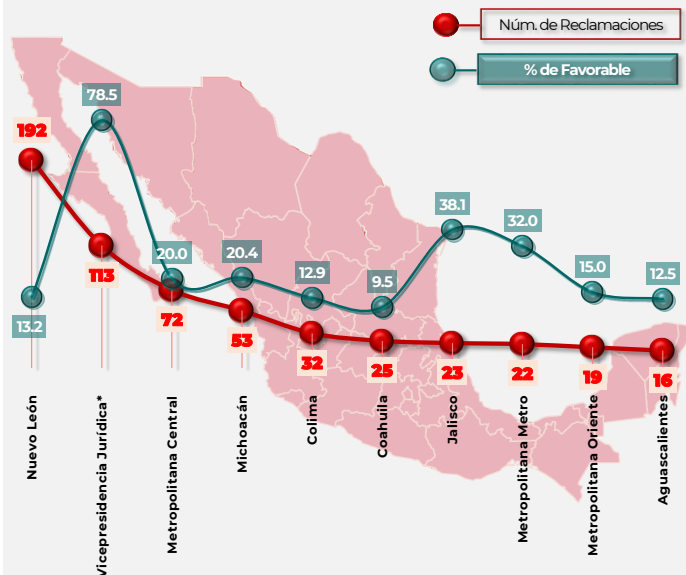 Núm. de Reclamaciones
% de Favorable
78.5
192
38.1
32.0
20.0
20.4
113
12.9
9.5
15.0
12.5
13.2
72
53
32
25
23
22
19
16
Nuevo León
Vicepresidencia Jurídica*
Metropolitana Central
Michoacán
Colima
Coahuila
Jalisco
Metropolitana Metro
Metropolitana Oriente
Aguascalientes